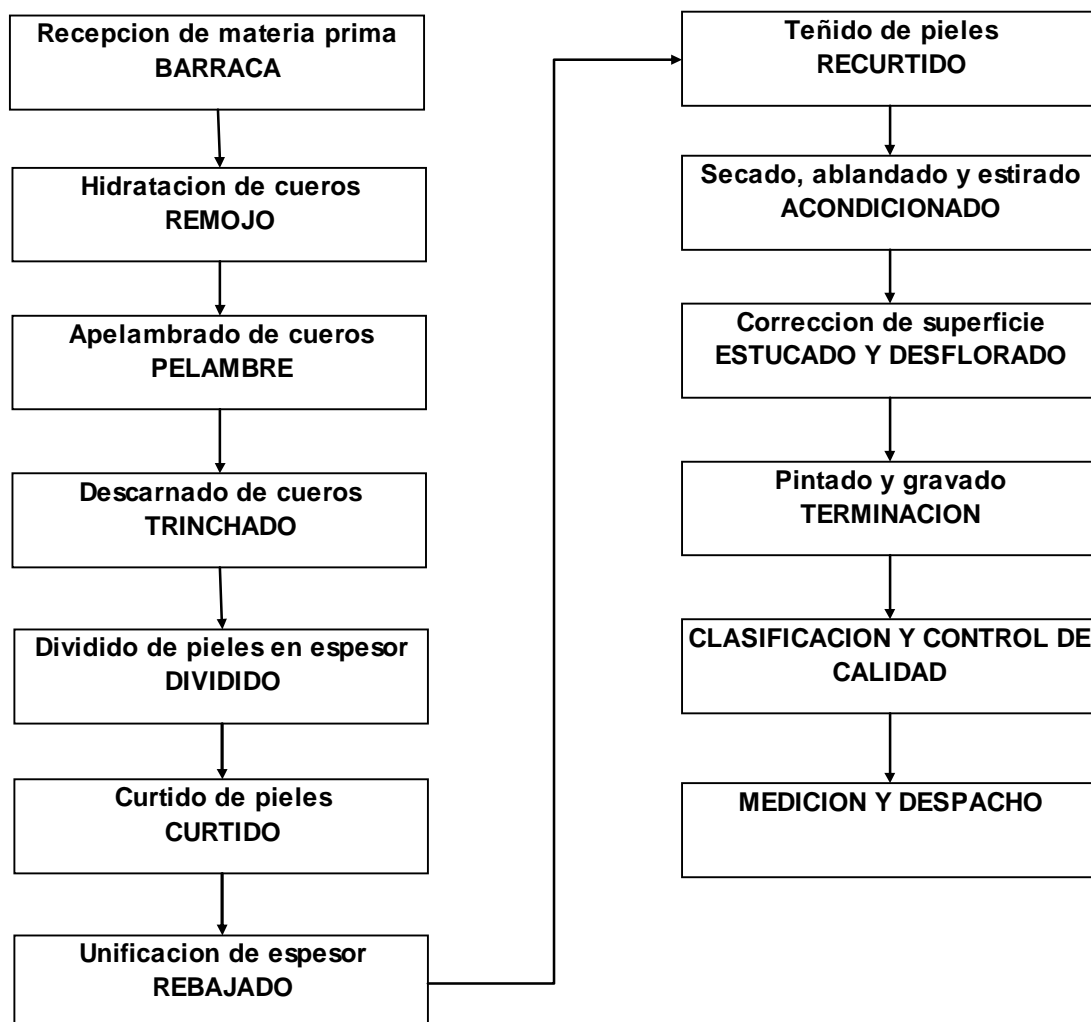 Recepcion de materia prima
BARRACA
Hidratacion de cueros
REMOJO
Apelambrado de cueros
PELAMBRE
Descarnado de cueros
TRINCHADO
Dividido de pieles en espesor
DIVIDIDO
Curtido de pieles
CURTIDO
Unificacion de espesor
REBAJADO
Teñido de pieles
RECURTIDO
Secado, ablandado y estirado
ACONDICIONADO
Correccion de superficie
ESTUCADO Y DESFLORADO
Pintado y gravado
TERMINACION
CLASIFICACION Y CONTROL DE
CALIDAD
MEDICION Y DESPACHO